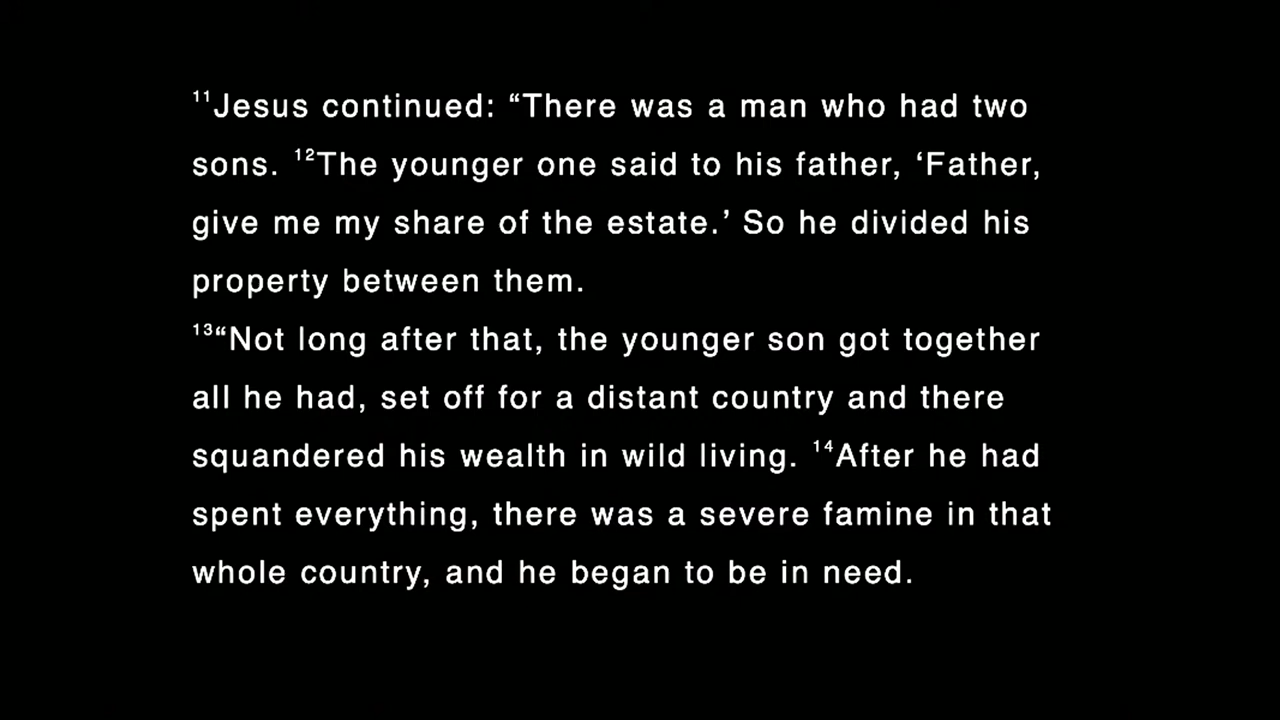 ¹¹Jesus continued: “There was a man who had two
sons. ¹²The younger one said to his father, ‘Father,
give me my share of the estate.’ So he divided his
property between them.
¹³“Not long after that, the younger son got together
all he had, set off for a distant country and there
squandered his wealth in wild living. ¹⁴After he had
spent everything, there was a severe famine in that
whole country, and he began to be in need.